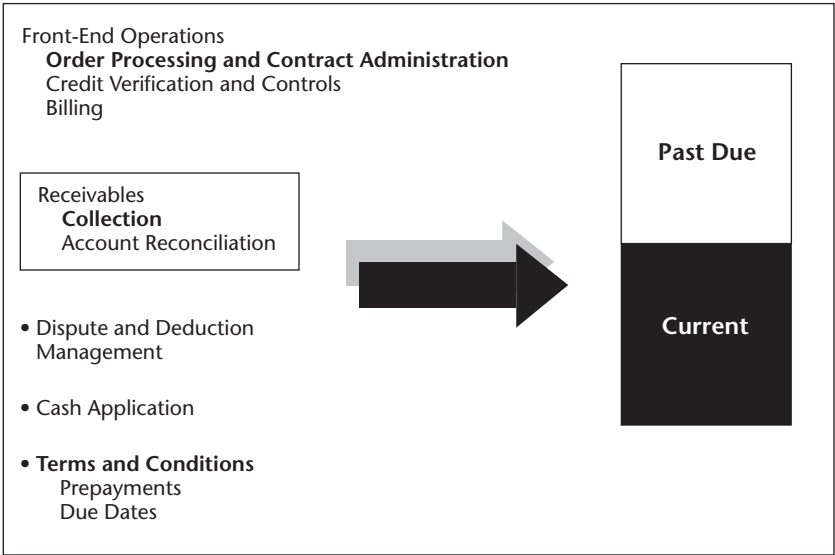 Front-End Operations
Order Processing and Contract Administration
Credit Verification and Controls
Billing
Receivables
Collection
Account Reconciliation
• Dispute and Deduction
Management
• Cash Application
• Terms and Conditions
Prepayments
Due Dates
Past Due
Current